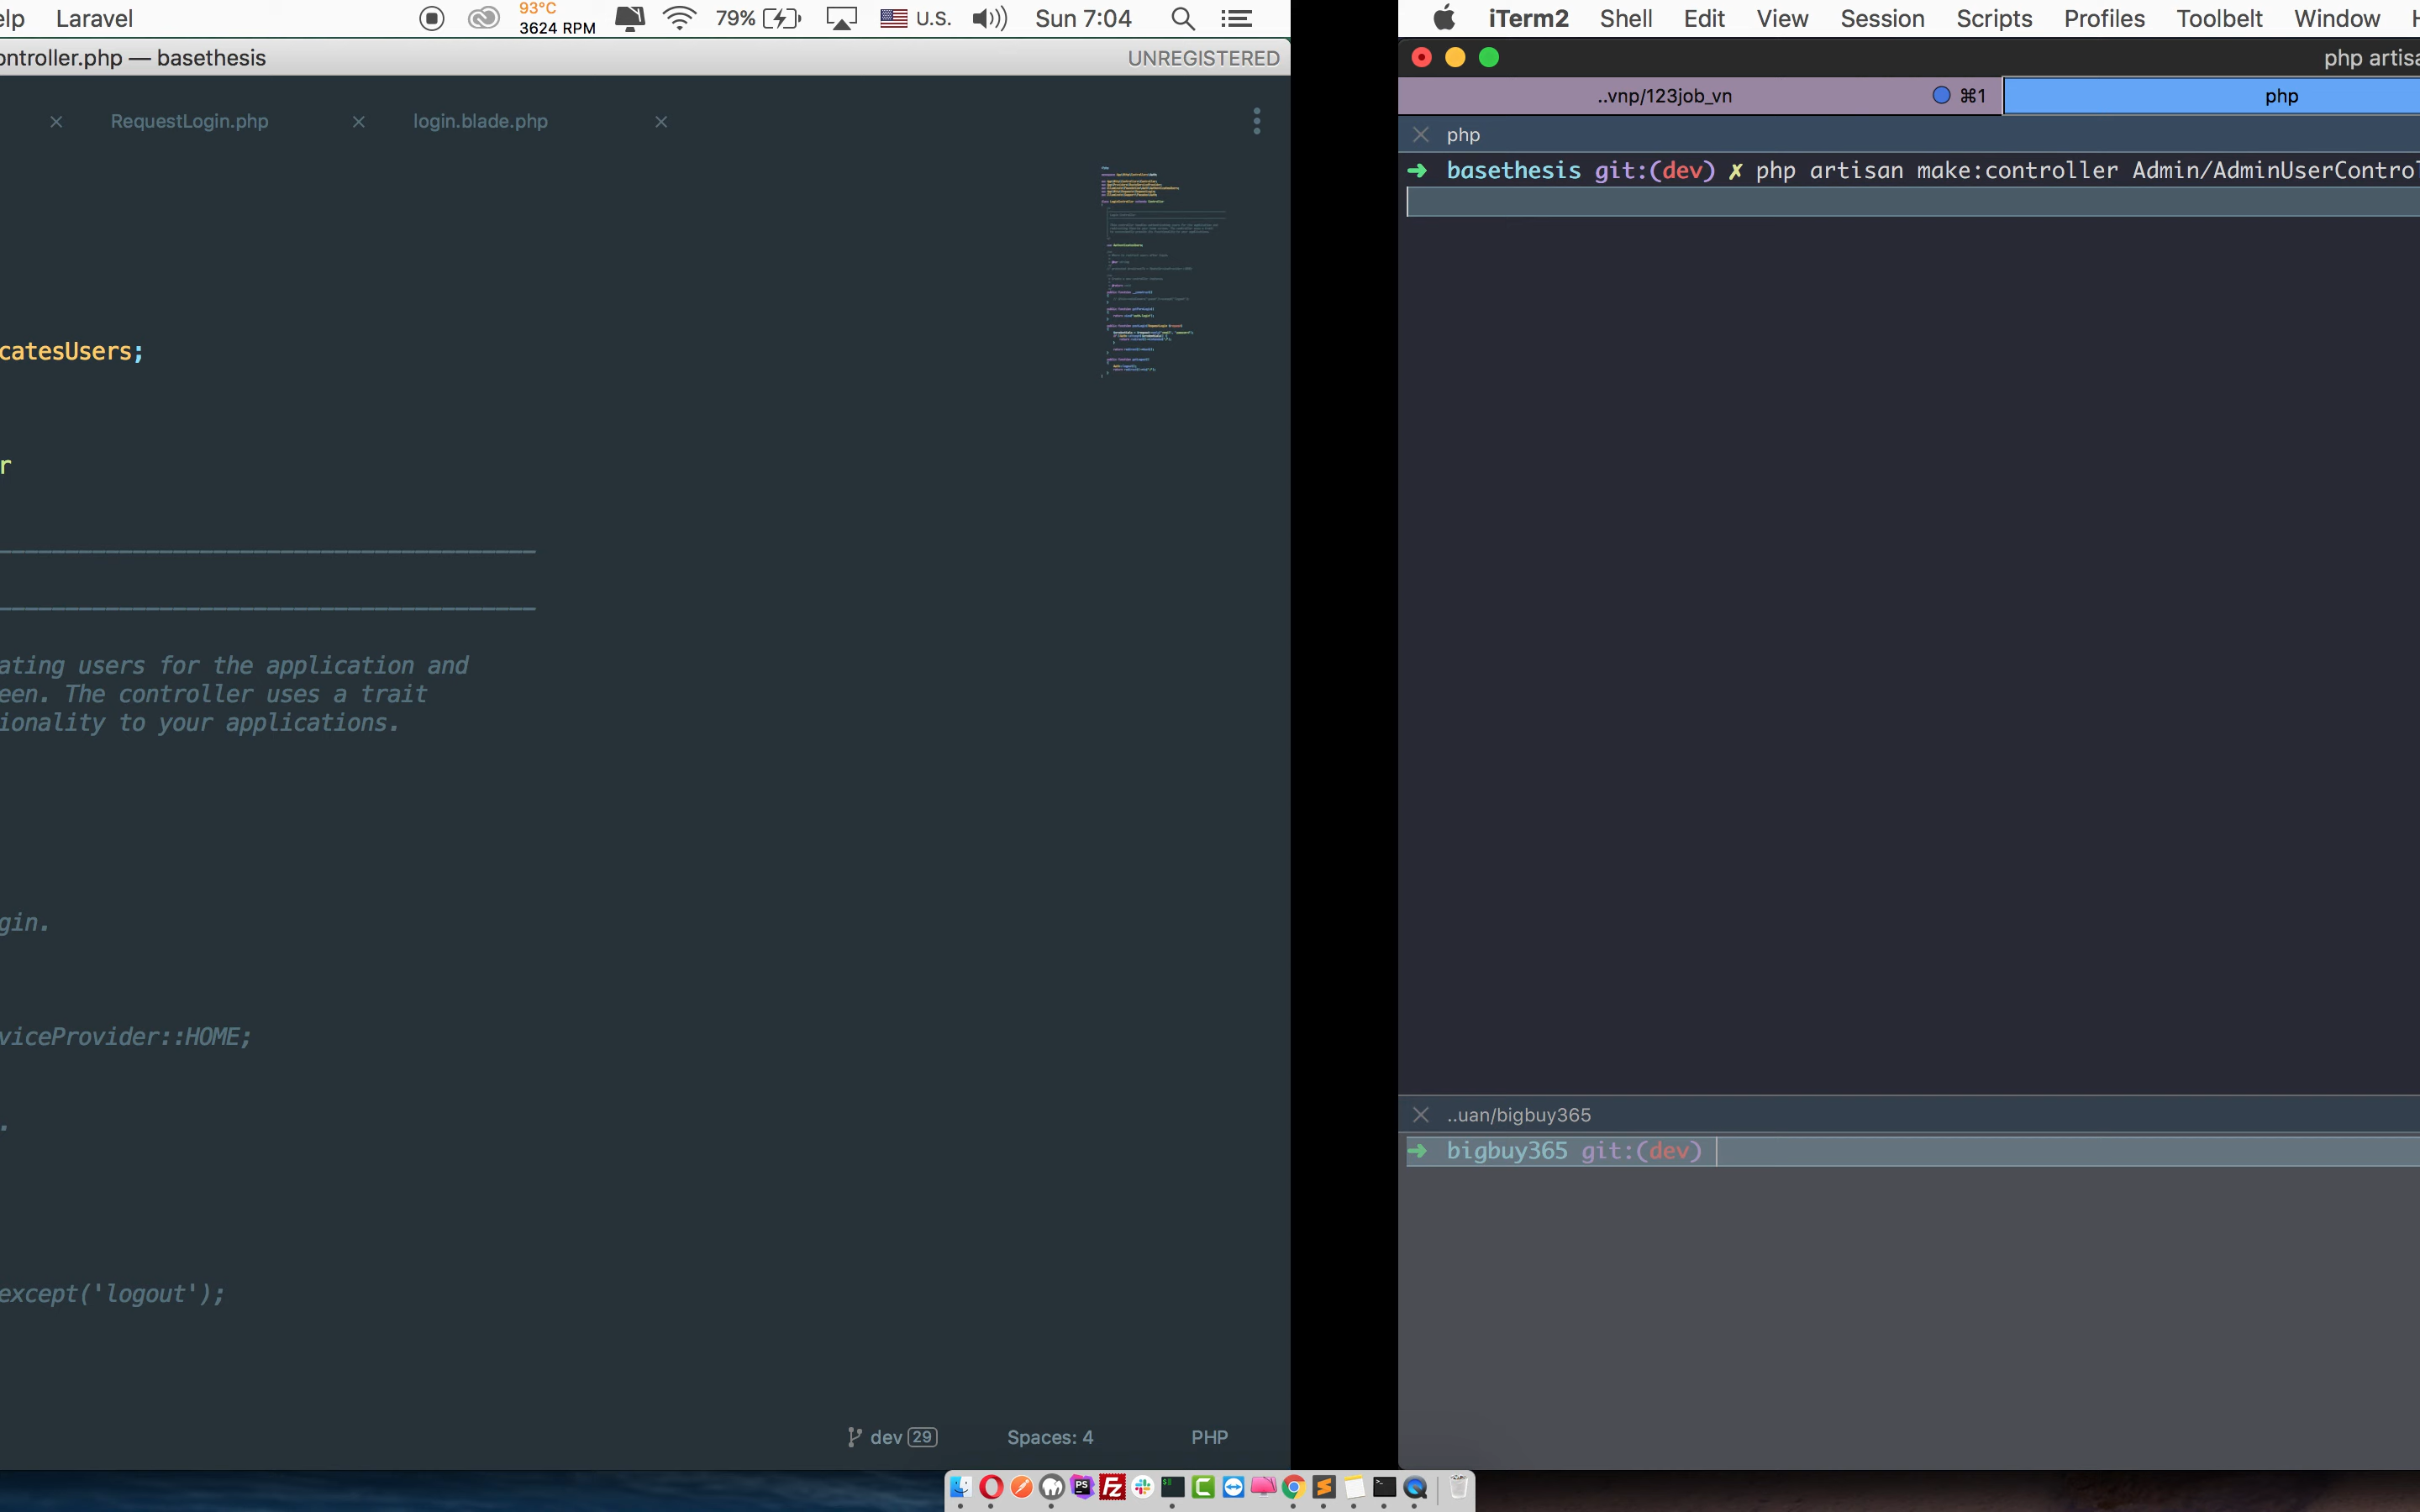 elp Laravel 93°C 3624 RPM 79% U.S. Sun 7:04
ontroller.php — basethesis UNREGISTERED
RequestLogin.php login.blade.php
catesUsers;
r
ating users for the application and
een. The controller uses a trait
ionality to your applications.
gin.
viceProvider::HOME;
.
except('logout');
dev 29 Spaces: 4 PHP
iTerm2 Shell Edit View Session Scripts Profiles Toolbelt Window H
php artisa
..vnp/123job_vn ⌘1 php
php
➜ basethesis git:(dev) ✗ php artisan make:controller Admin/AdminUserControl
..uan/bigbuy365
➜ bigbuy365 git:(dev)